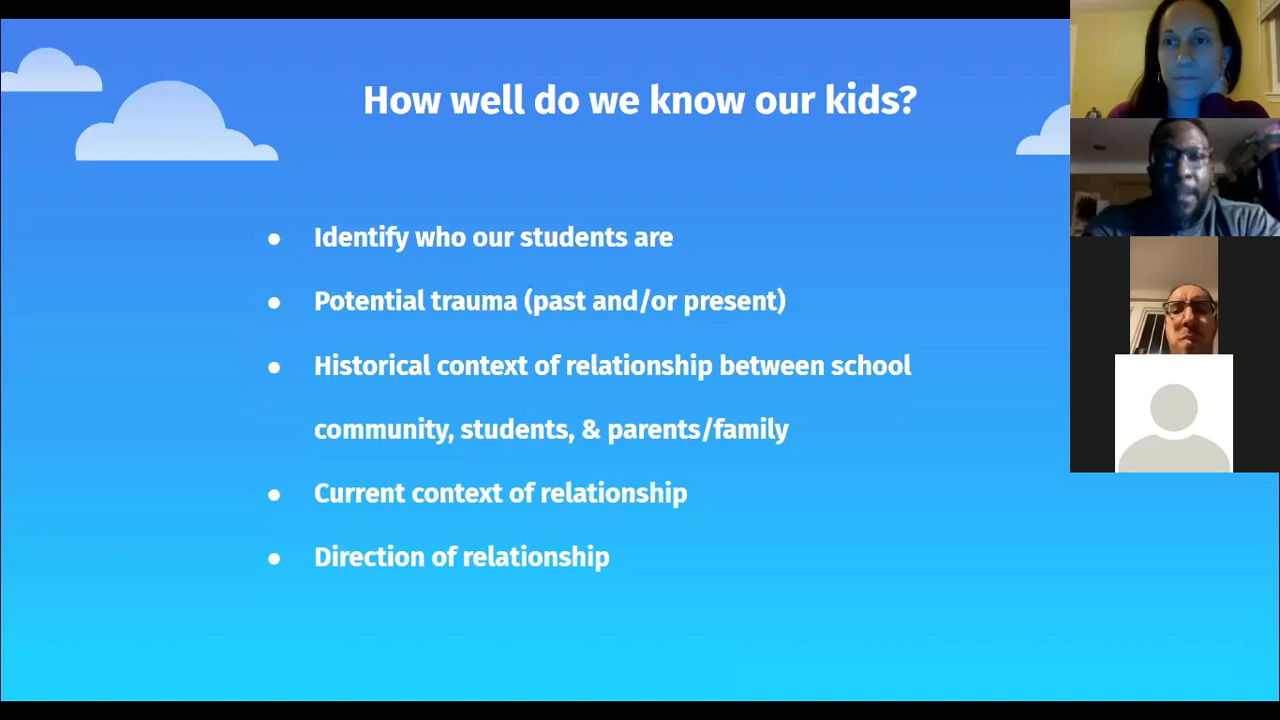 How well do we know our kids?
● Identify who our students are
● Potential trauma (past and/or present)
● Historical context of relationship between school
community, students, & parents/family
● Current context of relationship
● Direction of relationship